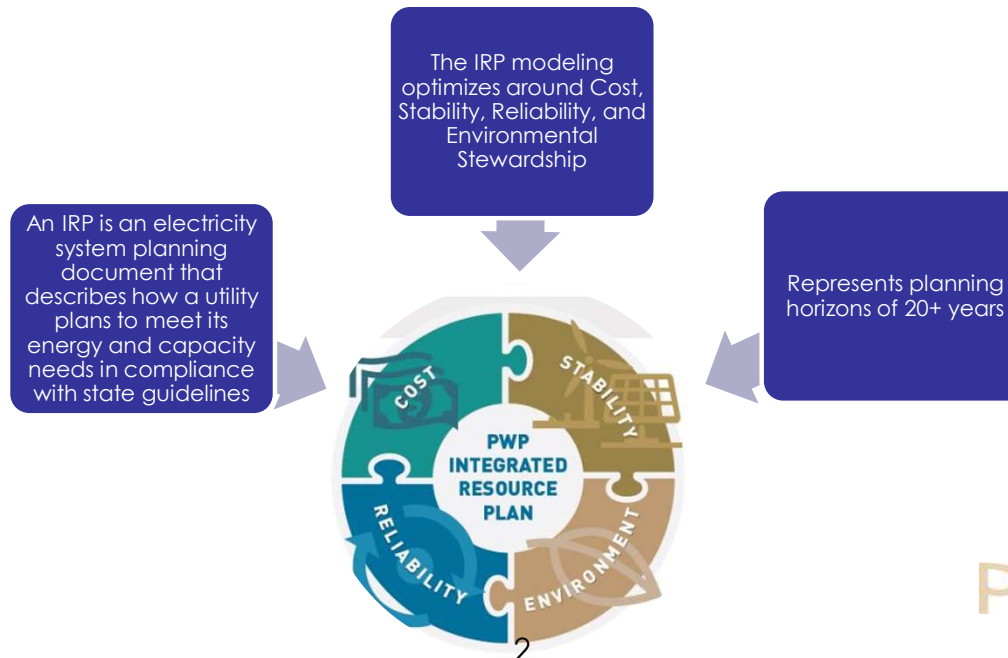 The IRP modeling
optimizes around Cost,
Stability, Reliability, and
Environmental
Stewardship
An IRP is an electricity
system planning
document that
describes how a utility
plans to meet its
energy and capacity
needs in compliance
with state guidelines
Represents planning
horizons of 20+ years
COST
STABILITY
PWP
INTEGRATED
RESOURCE
PLAN
RELIABILITY
ENVIRONMENT
P
2